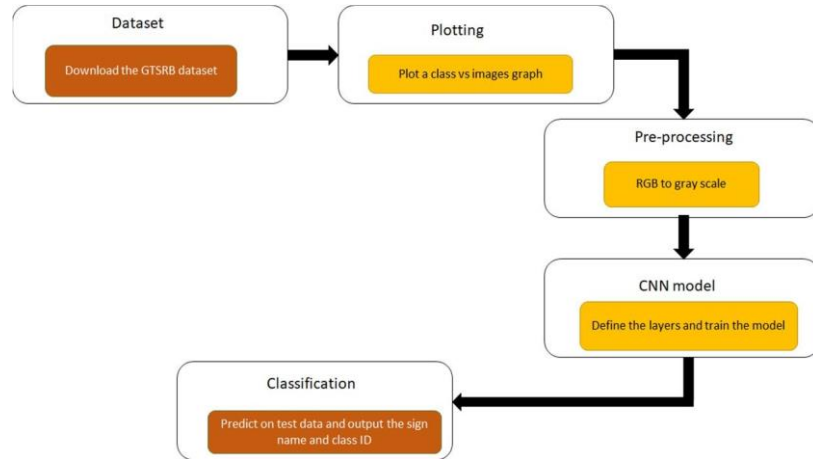 Dataset
Download the GTSRB dataset
Plotting
Plot a class vs images graph
Pre-processing
RGB to gray scale
CNN model
Define the layers and train the model
Classification
Predict on test data and output the sign
name and class ID